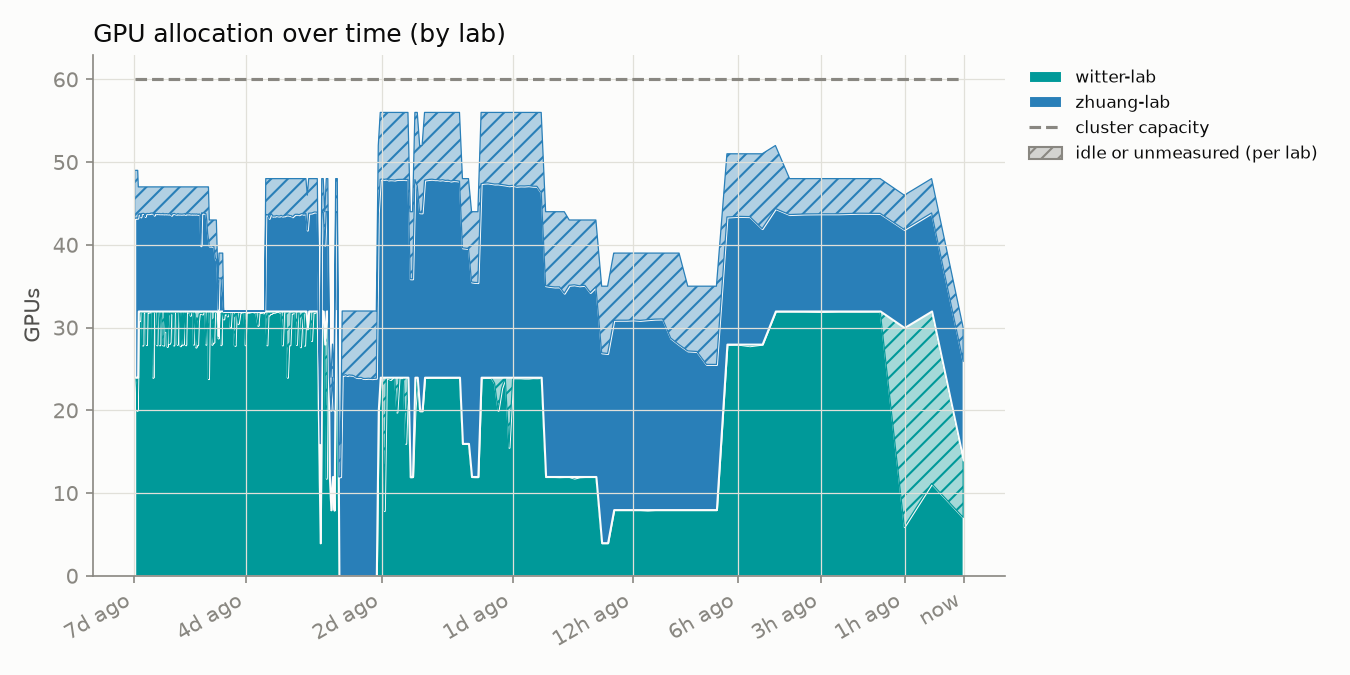 GPU allocation over time (by lab)
60
50
40
30
20
10
0
GPUs
7d ago
4d ago
2d ago
1d ago
12h ago
6h ago
3h ago
1h ago
now
witter-lab
zhuang-lab
cluster capacity
idle or unmeasured (per lab)